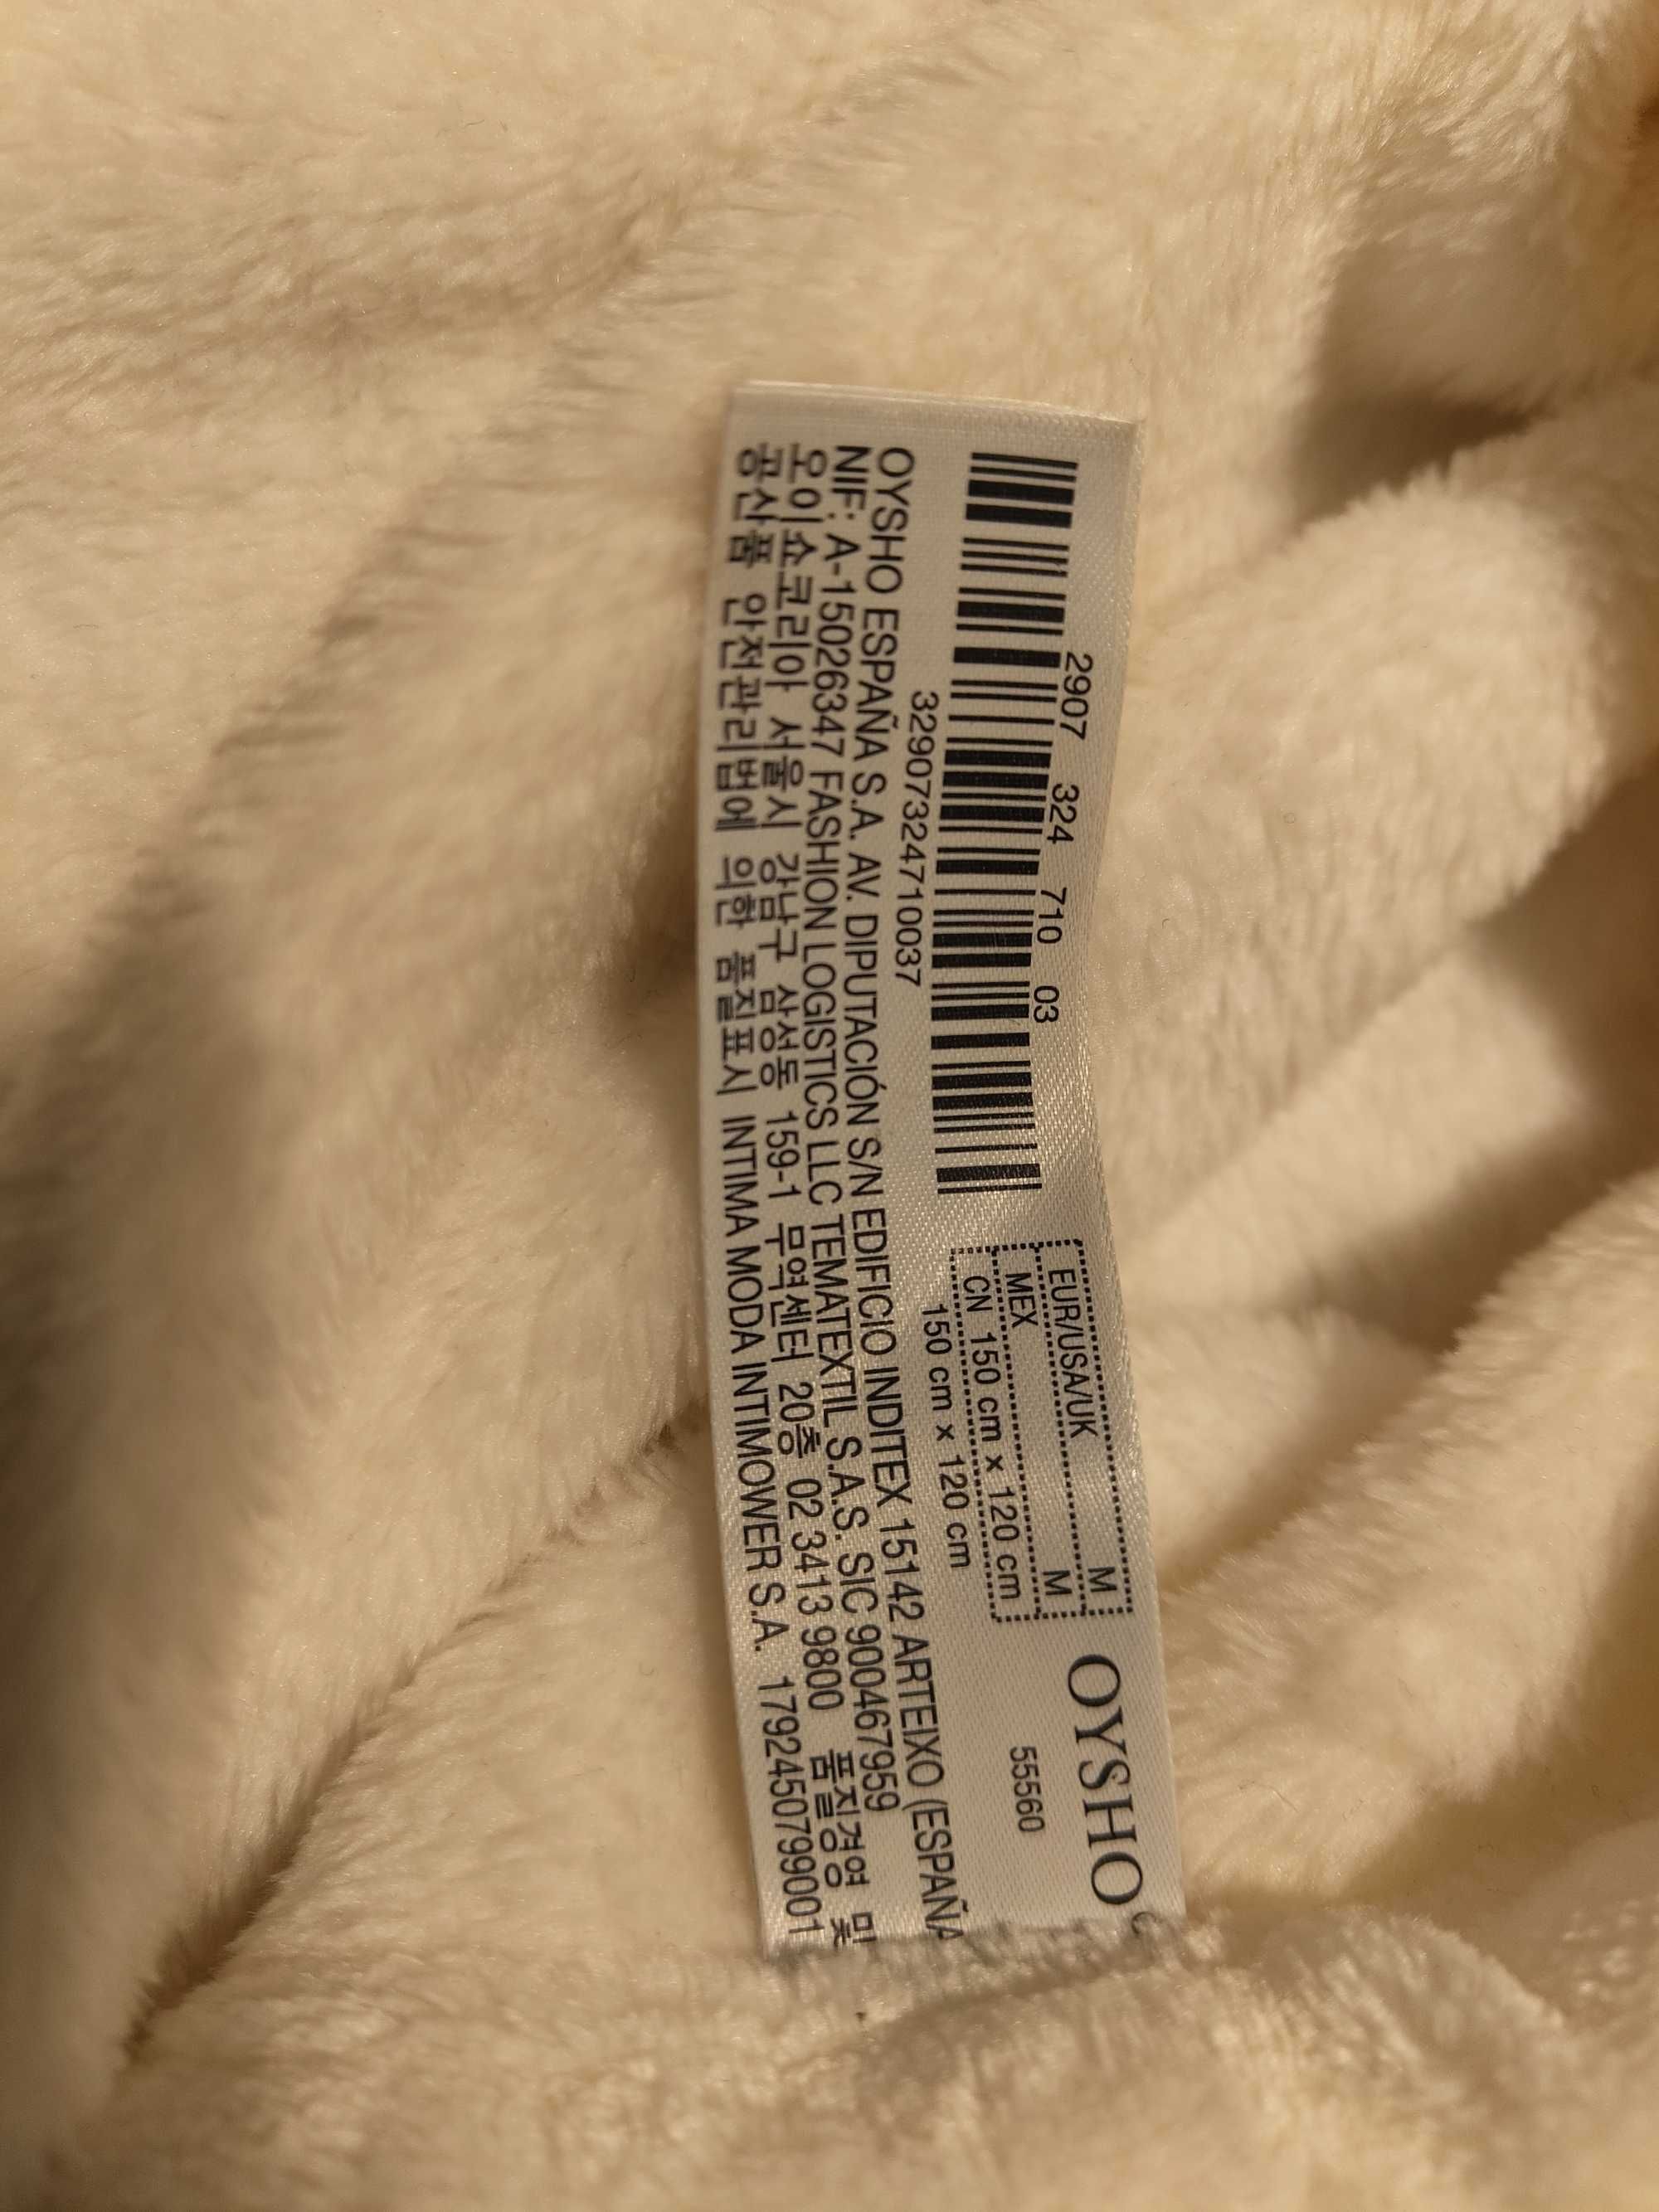 OYSHO
55560
EUR/USA/UK M
MEX M
CN 150 cm x 120 cm
150 cm x 120 cm
2907 324 710 03
32907324710037
OYSHO ESPAÑA S.A. AV. DIPUTACIÓN S/N EDIFICIO INDITEX 15142 ARTEIXO (ESPAÑA
NIF: A-15026347 FASHION LOGISTICS LLC TEMATEXTIL S.A.S. SIC 900467959
오이쇼코리아 서울시 강남구 삼성동 159-1 무역센터 20층 02 3413 9800 품질경영 및
공산품 안전관리법에 의한 품질표시 INTIMA MODA INTIMOWER S.A. 1792450799001